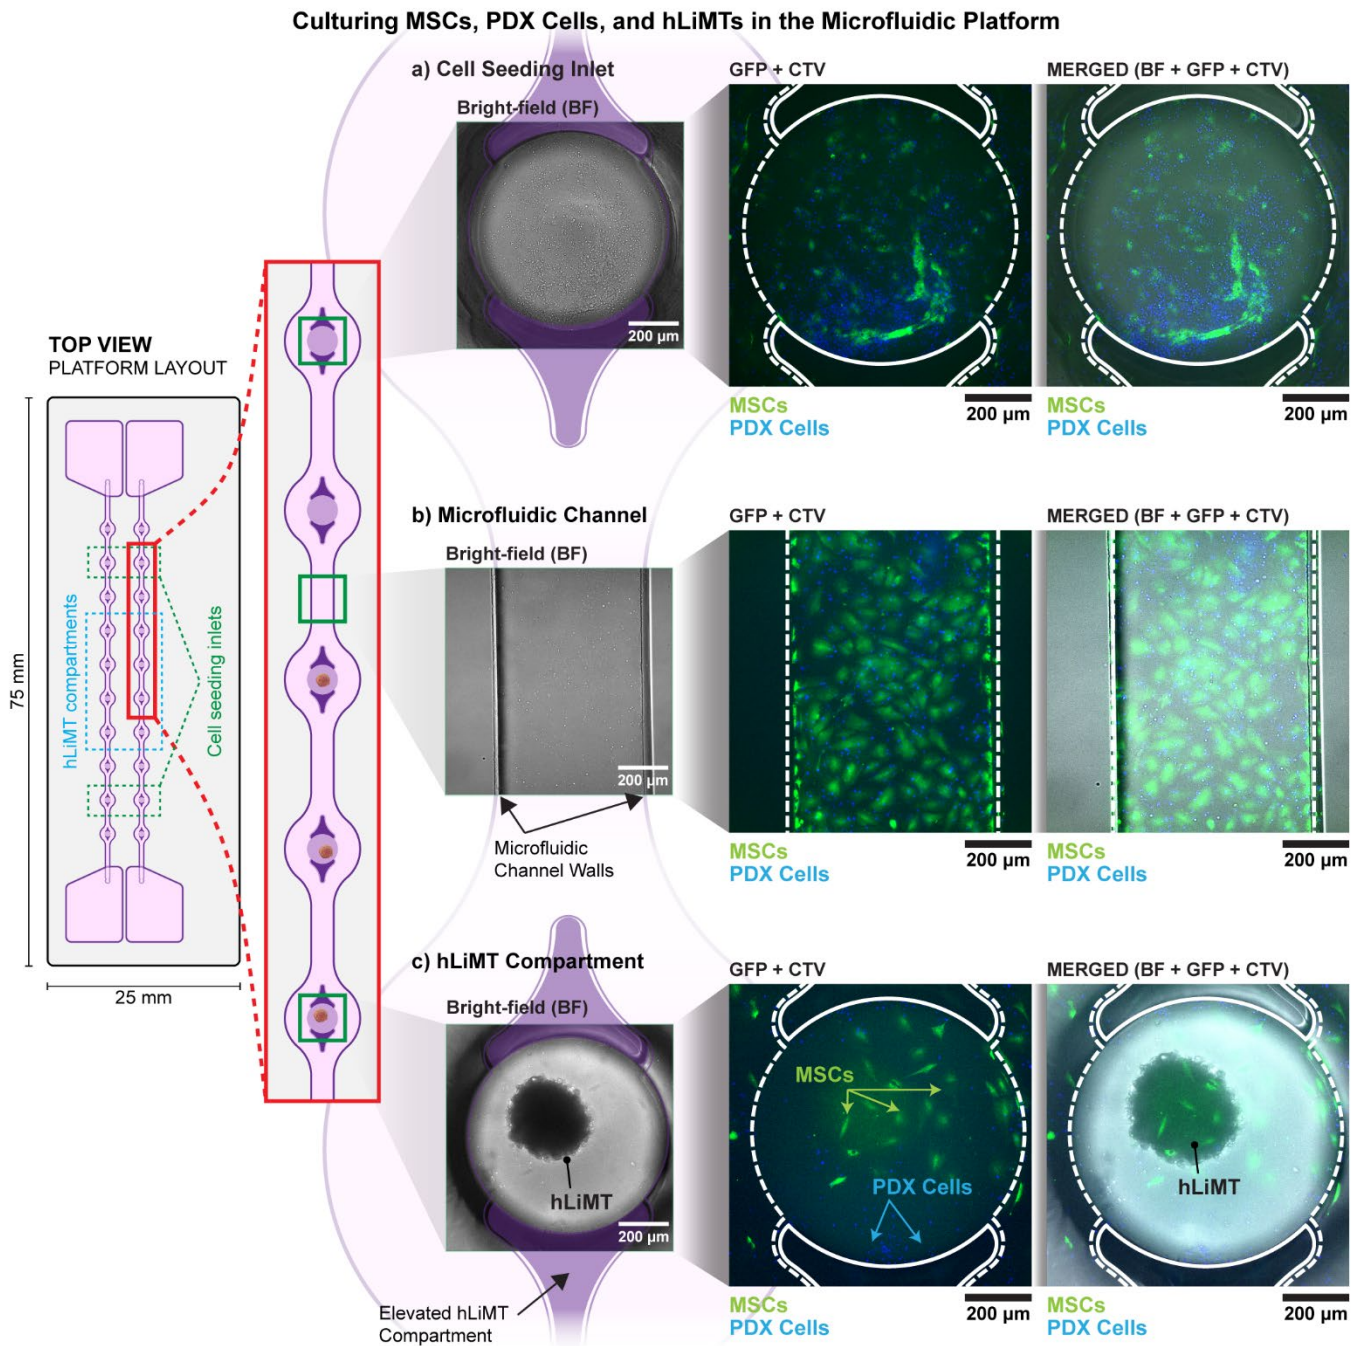 Culturing MSCs, PDX Cells, and hLiMTs in the Microfluidic Platform
a) Cell Seeding Inlet
Bright-field (BF)
GFP + CTV
MERGED (BF + GFP + CTV)
200 µm
MSCs
PDX Cells
200 µm
MSCs
PDX Cells
200 µm
TOP VIEW
PLATFORM LAYOUT
75 mm
25 mm
hLiMT compartments
Cell seeding inlets
b) Microfluidic Channel
Bright-field (BF)
GFP + CTV
MERGED (BF + GFP + CTV)
200 µm
Microfluidic
Channel Walls
MSCs
PDX Cells
200 µm
MSCs
PDX Cells
200 µm
c) hLiMT Compartment
Bright-field (BF)
GFP + CTV
MERGED (BF + GFP + CTV)
hLiMT
200 µm
Elevated hLiMT
Compartment
MSCs
PDX Cells
hLiMT
MSCs
PDX Cells
200 µm
MSCs
PDX Cells
200 µm